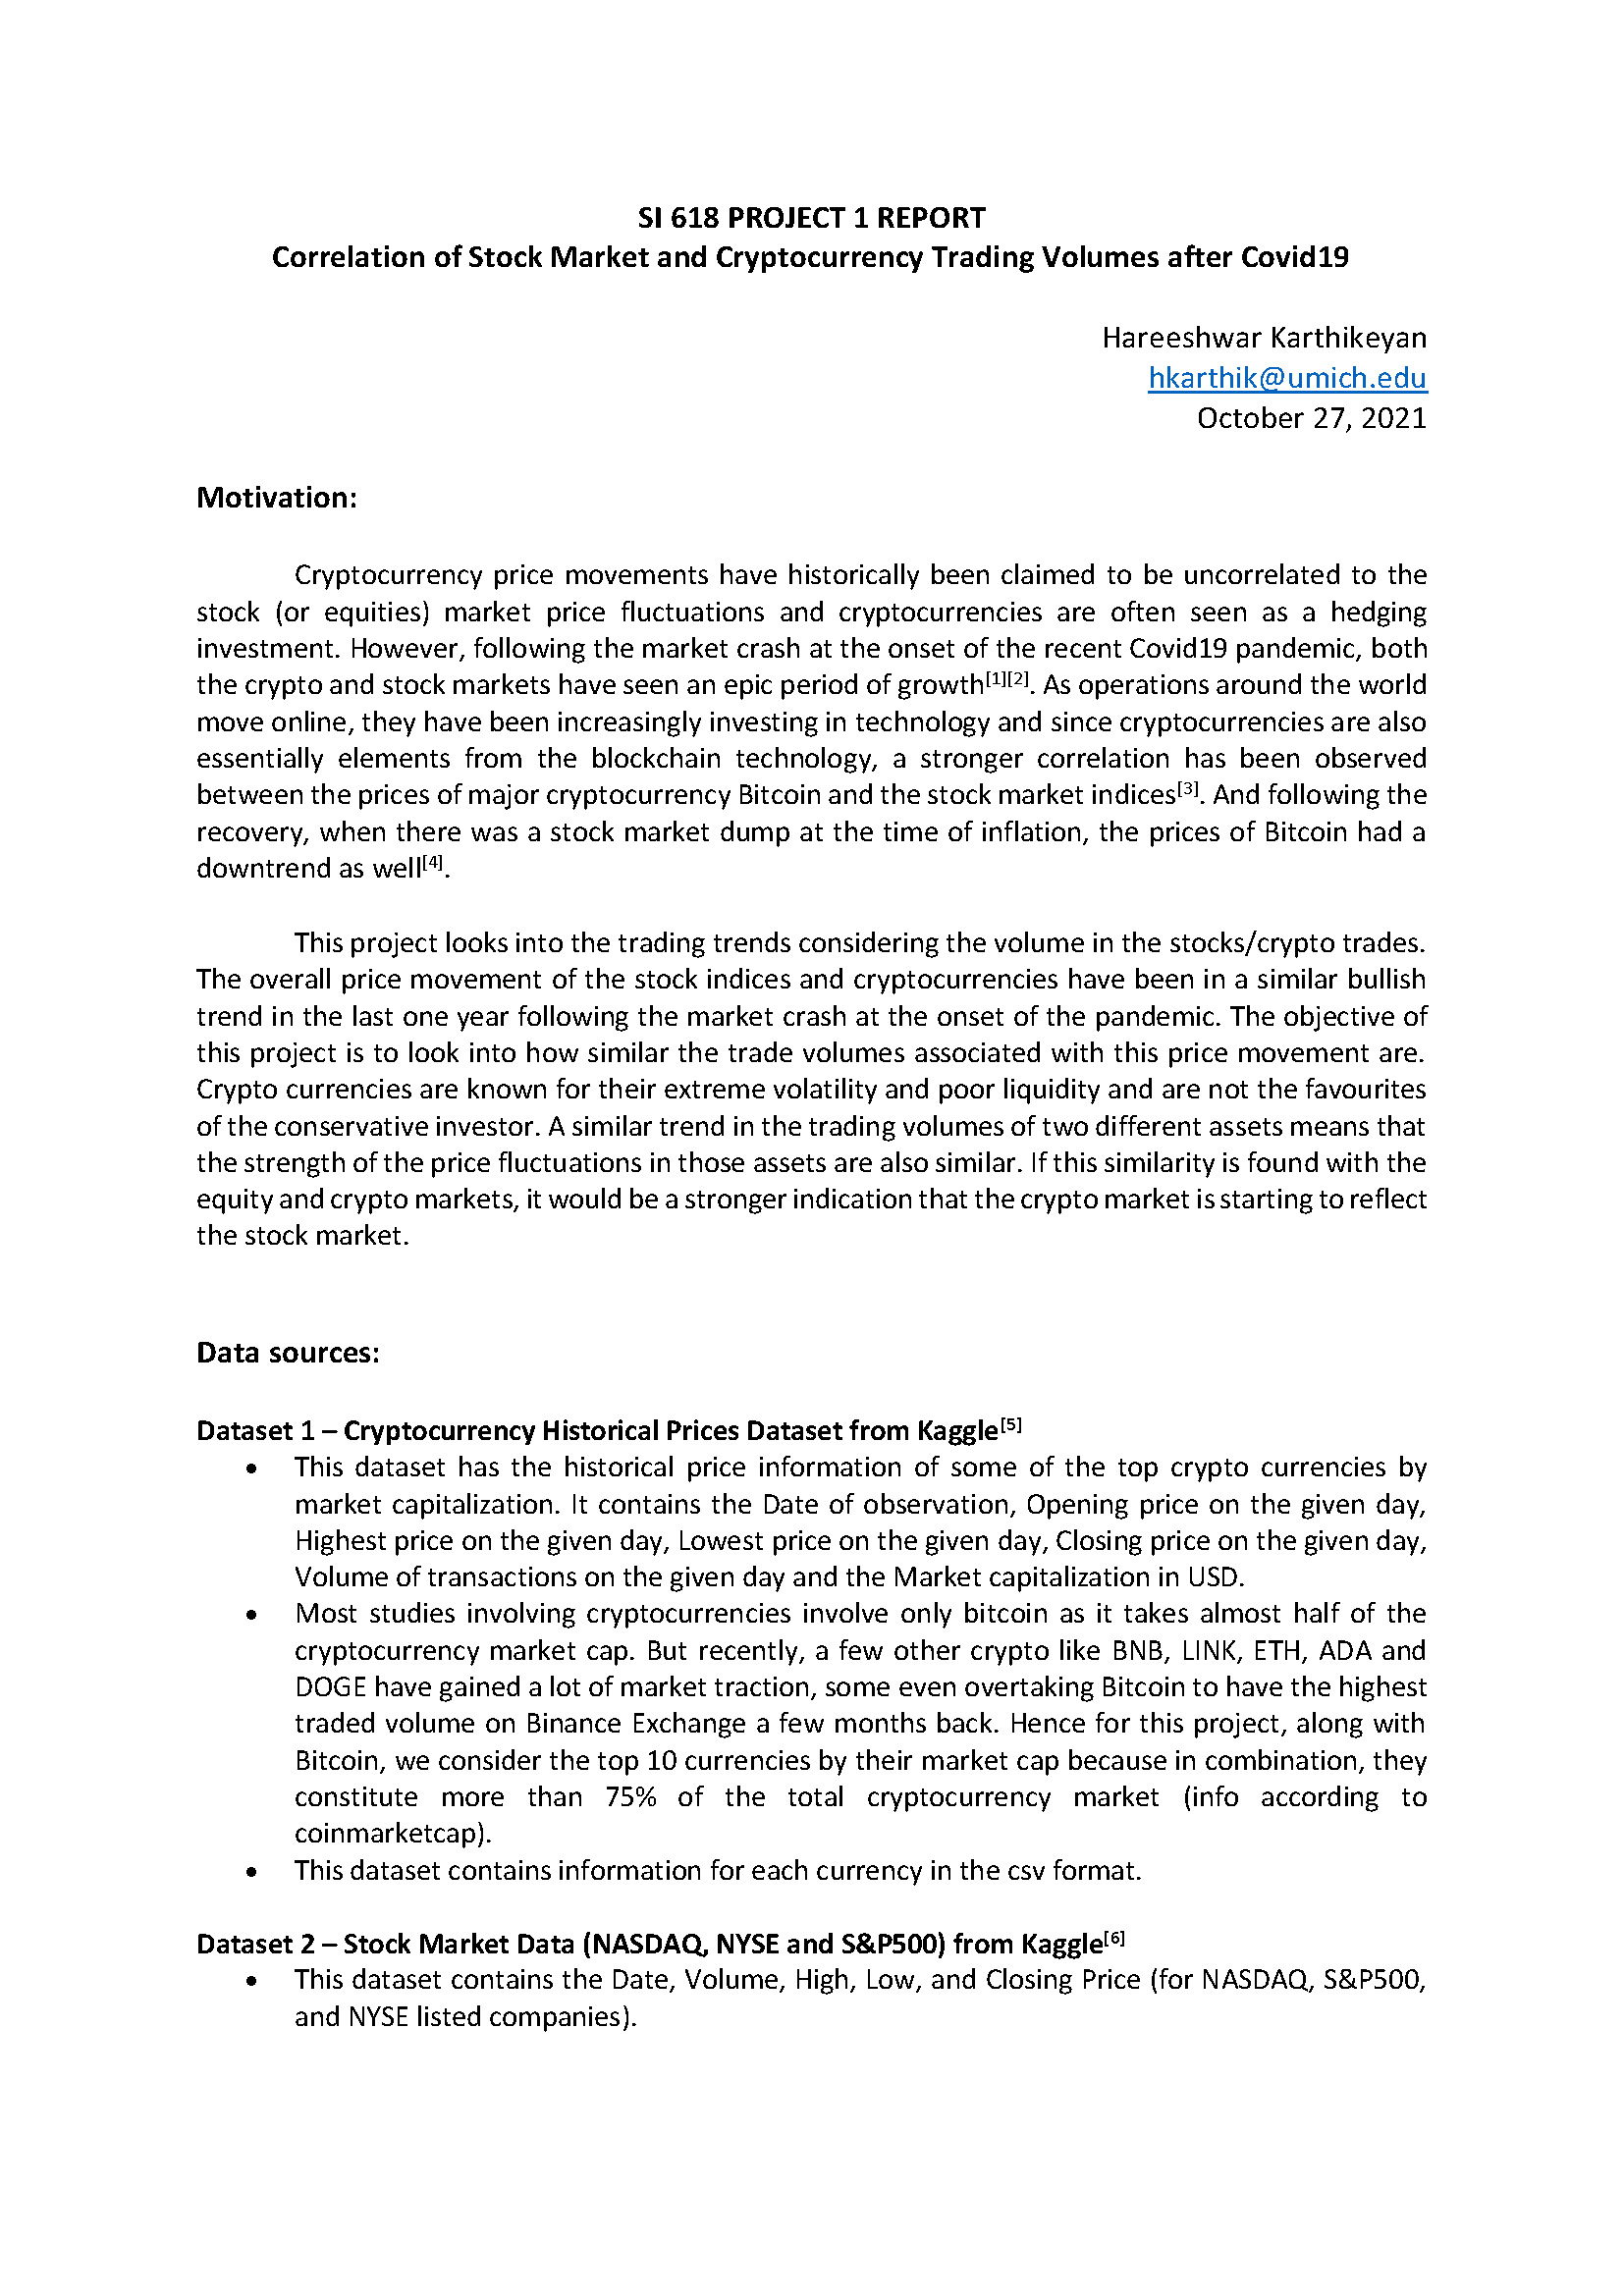 SI 618 PROJECT 1 REPORT
Correlation of Stock Market and Cryptocurrency Trading Volumes after Covid19
Hareeshwar Karthikeyan
hkarthik@umich.edu
October 27, 2021
Motivation:
Cryptocurrency price movements have historically been claimed to be uncorrelated to the
stock (or equities) market price fluctuations and cryptocurrencies are often seen as a hedging
investment. However, following the market crash at the onset of the recent Covid19 pandemic, both
the crypto and stock markets have seen an epic period of growth[1][2]. As operations around the world
move online, they have been increasingly investing in technology and since cryptocurrencies are also
essentially elements from the blockchain technology, a stronger correlation has been observed
between the prices of major cryptocurrency Bitcoin and the stock market indices[3]. And following the
recovery, when there was a stock market dump at the time of inflation, the prices of Bitcoin had a
downtrend as well[4].
This project looks into the trading trends considering the volume in the stocks/crypto trades.
The overall price movement of the stock indices and cryptocurrencies have been in a similar bullish
trend in the last one year following the market crash at the onset of the pandemic. The objective of
this project is to look into how similar the trade volumes associated with this price movement are.
Crypto currencies are known for their extreme volatility and poor liquidity and are not the favourites
of the conservative investor. A similar trend in the trading volumes of two different assets means that
the strength of the price fluctuations in those assets are also similar. If this similarity is found with the
equity and crypto markets, it would be a stronger indication that the crypto market is starting to reflect
the stock market.
Data sources:
Dataset 1 – Cryptocurrency Historical Prices Dataset from Kaggle[5]
• This dataset has the historical price information of some of the top crypto currencies by
market capitalization. It contains the Date of observation, Opening price on the given day,
Highest price on the given day, Lowest price on the given day, Closing price on the given day,
Volume of transactions on the given day and the Market capitalization in USD.
• Most studies involving cryptocurrencies involve only bitcoin as it takes almost half of the
cryptocurrency market cap. But recently, a few other crypto like BNB, LINK, ETH, ADA and
DOGE have gained a lot of market traction, some even overtaking Bitcoin to have the highest
traded volume on Binance Exchange a few months back. Hence for this project, along with
Bitcoin, we consider the top 10 currencies by their market cap because in combination, they
constitute more than 75% of the total cryptocurrency market (info according to
coinmarketcap).
• This dataset contains information for each currency in the csv format.
Dataset 2 – Stock Market Data (NASDAQ, NYSE and S&P500) from Kaggle[6]
• This dataset contains the Date, Volume, High, Low, and Closing Price (for NASDAQ, S&P500,
and NYSE listed companies).